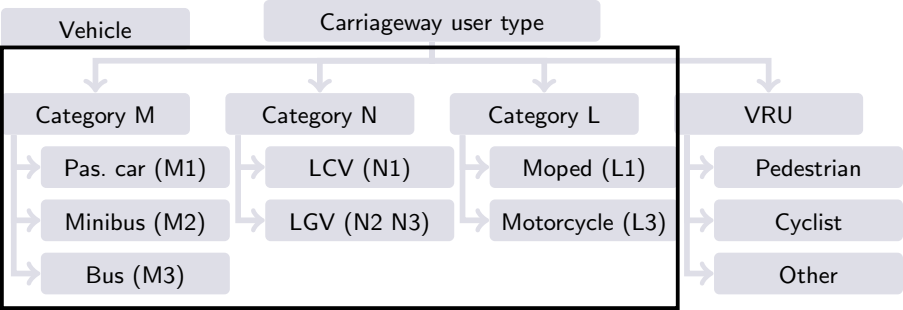 Vehicle
Carriageway user type
Category M
Category N
Category L
VRU
Pas. car (M1)
LCV (N1)
Moped (L1)
Pedestrian
Minibus (M2)
LGV (N2 N3)
Motorcycle (L3)
Cyclist
Bus (M3)
Other